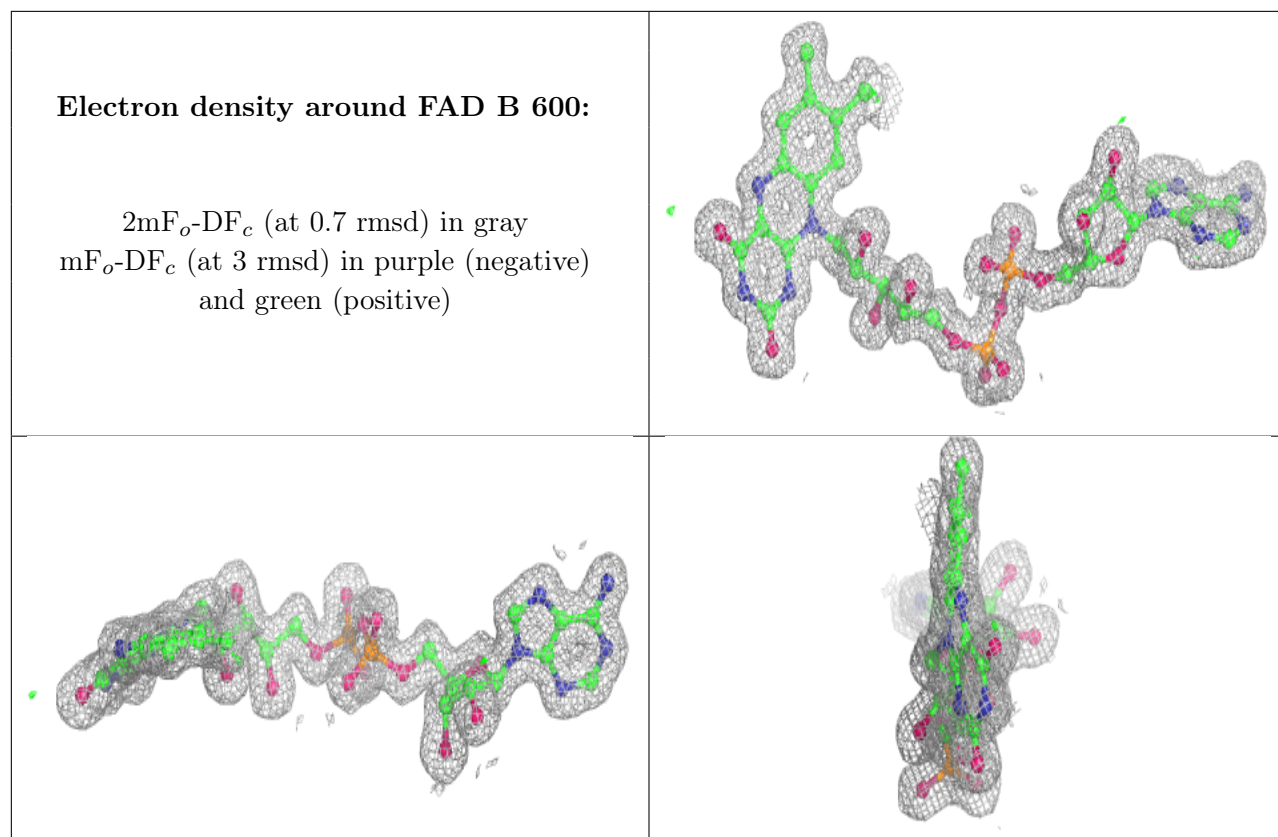 Electron density around FAD B 600:
2mFₒ-DF𝒸 (at 0.7 rmsd) in gray
mFₒ-DF𝒸 (at 3 rmsd) in purple (negative)
and green (positive)